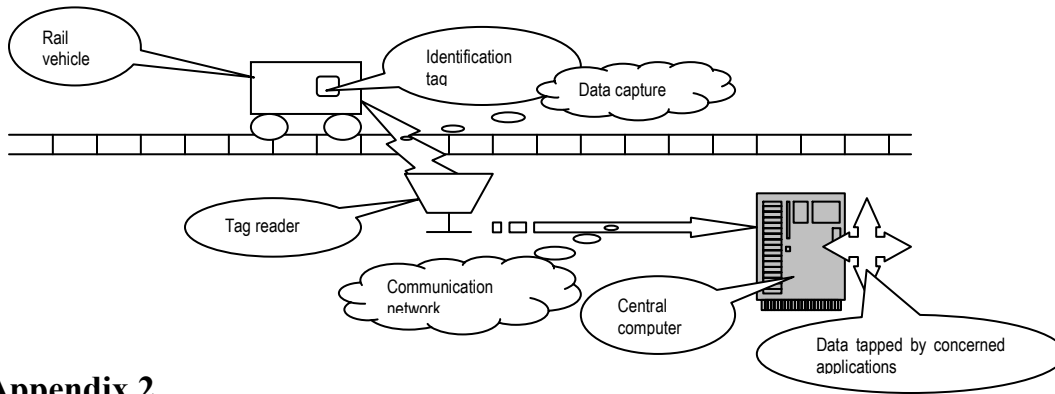 Rail
vehicle
Identification
tag
Data capture
Tag reader
Communication
network
Central
computer
Data tapped by concerned
applications
Appendix 2